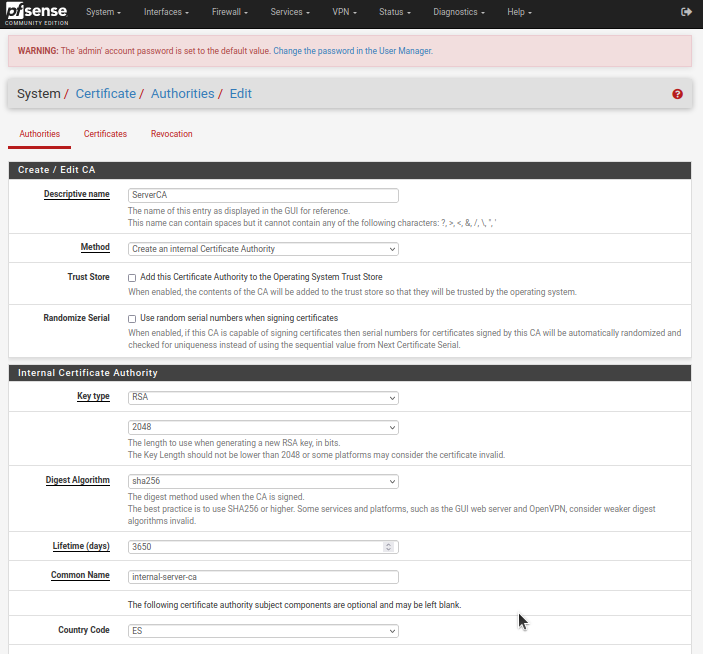 pfsense
COMMUNITY EDITION
System Interfaces Firewall Services VPN Status Diagnostics Help
WARNING: The 'admin' account password is set to the default value. Change the password in the User Manager.
System / Certificate / Authorities / Edit
Authorities Certificates Revocation
Create / Edit CA
Descriptive name ServerCA
The name of this entry as displayed in the GUI for reference.
This name can contain spaces but it cannot contain any of the following characters: ?, >, <, &, /, \, ", '
Method Create an internal Certificate Authority
Trust Store Add this Certificate Authority to the Operating System Trust Store
When enabled, the contents of the CA will be added to the trust store so that they will be trusted by the operating system.
Randomize Serial Use random serial numbers when signing certificates
When enabled, if this CA is capable of signing certificates then serial numbers for certificates signed by this CA will be automatically randomized and
checked for uniqueness instead of using the sequential value from Next Certificate Serial.
Internal Certificate Authority
Key type RSA
2048
The length to use when generating a new RSA key, in bits.
The Key Length should not be lower than 2048 or some platforms may consider the certificate invalid.
Digest Algorithm sha256
The digest method used when the CA is signed.
The best practice is to use SHA256 or higher. Some services and platforms, such as the GUI web server and OpenVPN, consider weaker digest
algorithms invalid.
Lifetime (days) 3650
Common Name internal-server-ca
The following certificate authority subject components are optional and may be left blank.
Country Code ES